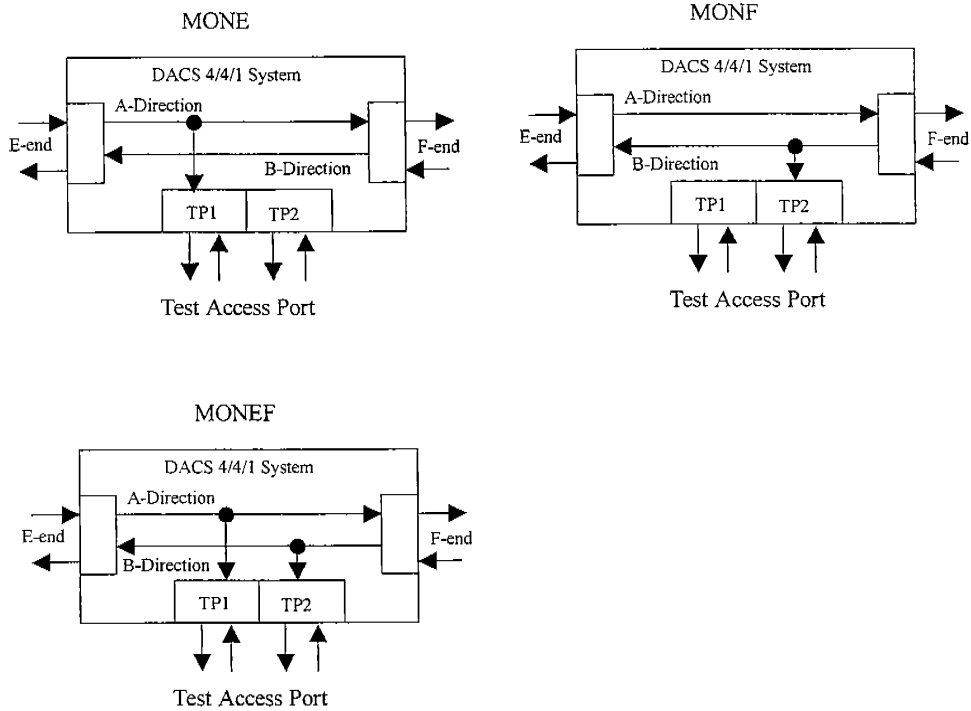 MONE
DACS 4/4/1 System
A-Direction
E-end
F-end
B-Direction
TP1 TP2
Test Access Port
MONF
DACS 4/4/1 System
A-Direction
E-end
F-end
B-Direction
TP1 TP2
Test Access Port
MONEF
DACS 4/4/1 System
A-Direction
E-end
F-end
B-Direction
TP1 TP2
Test Access Port